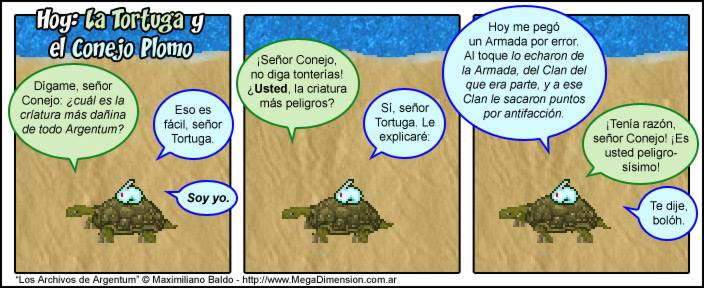 Hoy: La Tortuga y
el Conejo Plomo
Dígame, señor
Conejo: ¿cuál es la
criatura más dañina
de todo Argentum?
Eso es
fácil, señor
Tortuga.
Soy yo.
¡Señor Conejo,
no diga tonterías!
¿Usted, la criatura
más peligros?
Sí, señor
Tortuga. Le
explicaré:
Hoy me pegó
un Armada por error.
Al toque lo echaron de
la Armada, del Clan del
que era parte, y a ese
Clan le sacaron puntos
por antifacción.
¡Tenía razón,
señor Conejo! ¡Es
usted peligro-
sísimo!
Te dije,
bolóh.
"Los Archivos de Argentum" © Maximiliano Baldo - http://www.MegaDimension.com.ar